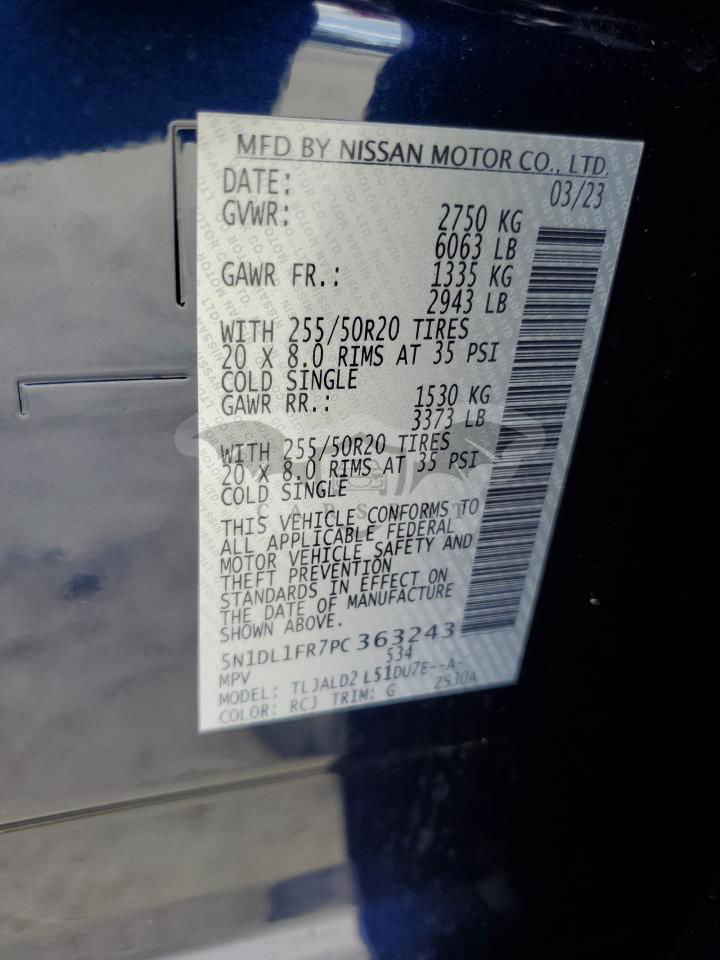 MFD BY NISSAN MOTOR CO., LTD.
DATE: 03/23
GVWR: 2750 KG
6063 LB
GAWR FR.: 1335 KG
2943 LB
WITH 255/50R20 TIRES
20 X 8.0 RIMS AT 35 PSI
COLD SINGLE
GAWR RR.: 1530 KG
3373 LB
WITH 255/50R20 TIRES
20 X 8.0 RIMS AT 35 PSI
COLD SINGLE
THIS VEHICLE CONFORMS TO
ALL APPLICABLE FEDERAL
MOTOR VEHICLE SAFETY AND
THEFT PREVENTION
STANDARDS IN EFFECT ON
THE DATE OF MANUFACTURE
SHOWN ABOVE.
5N1DL1FR7PC363243
MPV 534
MODEL: TLJALD2 L51DU7E--A-
COLOR: RCJ TRIM: G ZS30A